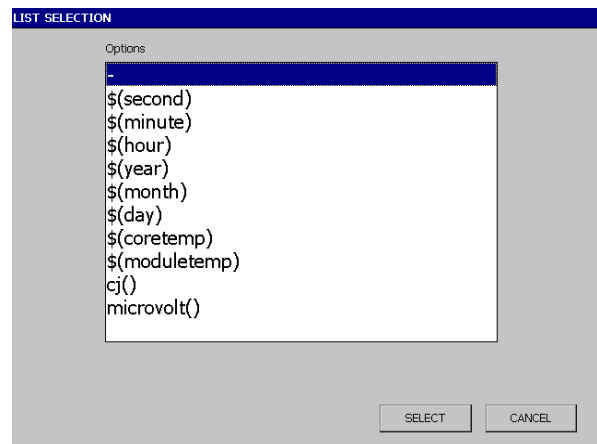 LIST SELECTION
Options
-
$(second)
$(minute)
$(hour)
$(year)
$(month)
$(day)
$(coretemp)
$(moduletemp)
cj()
microvolt()
SELECT CANCEL